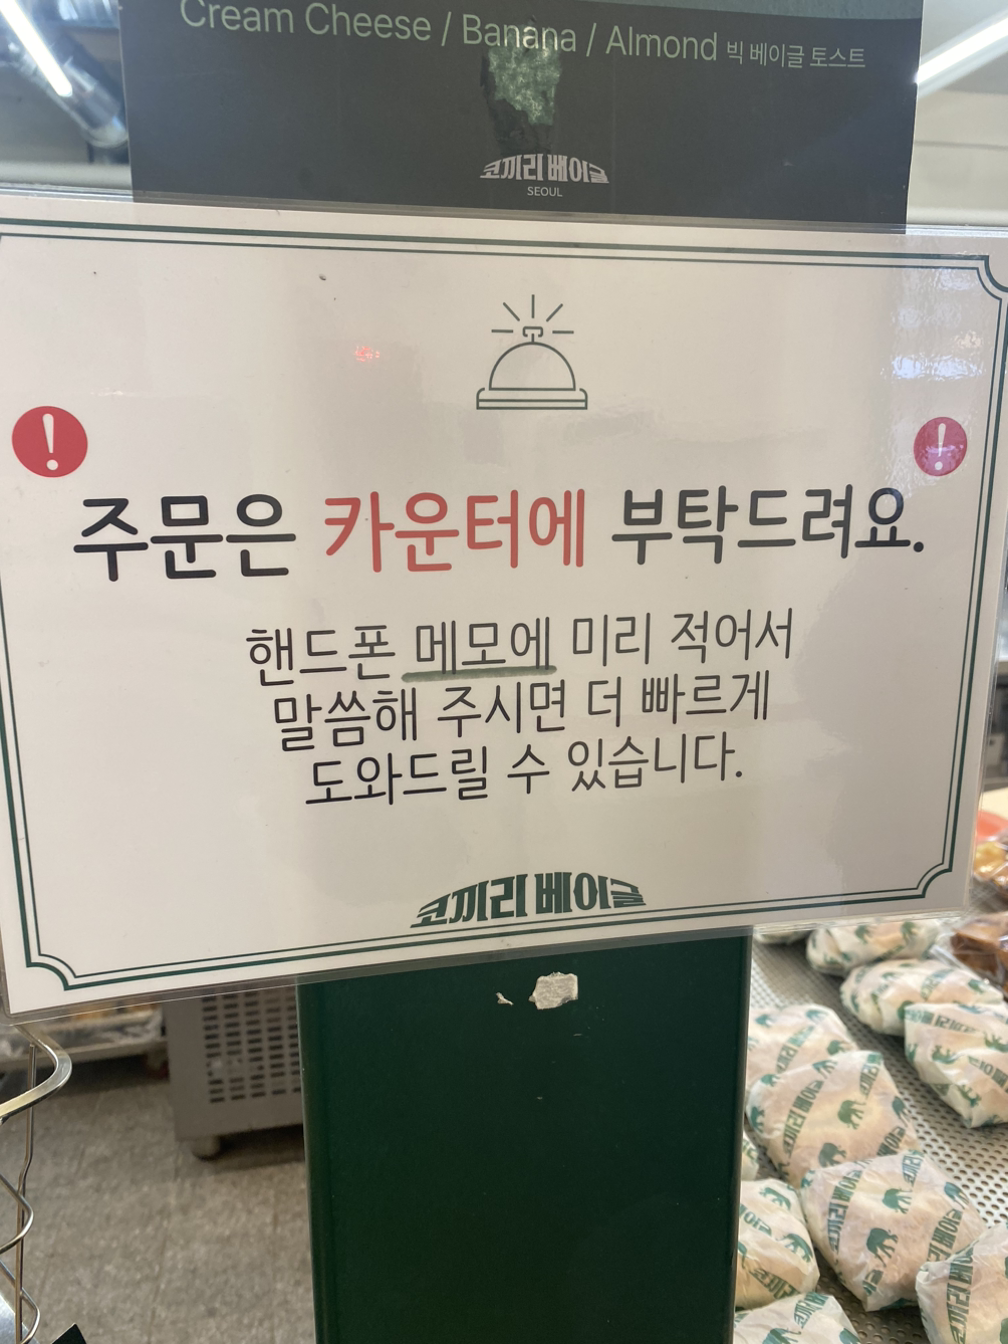 Cream Cheese / Banana / Almond 빅 베이글 토스트
코끼리 베이글
SEOUL
주문은 카운터에 부탁드려요.
핸드폰 메모에 미리 적어서
말씀해 주시면 더 빠르게
도와드릴 수 있습니다.
코끼리 베이글